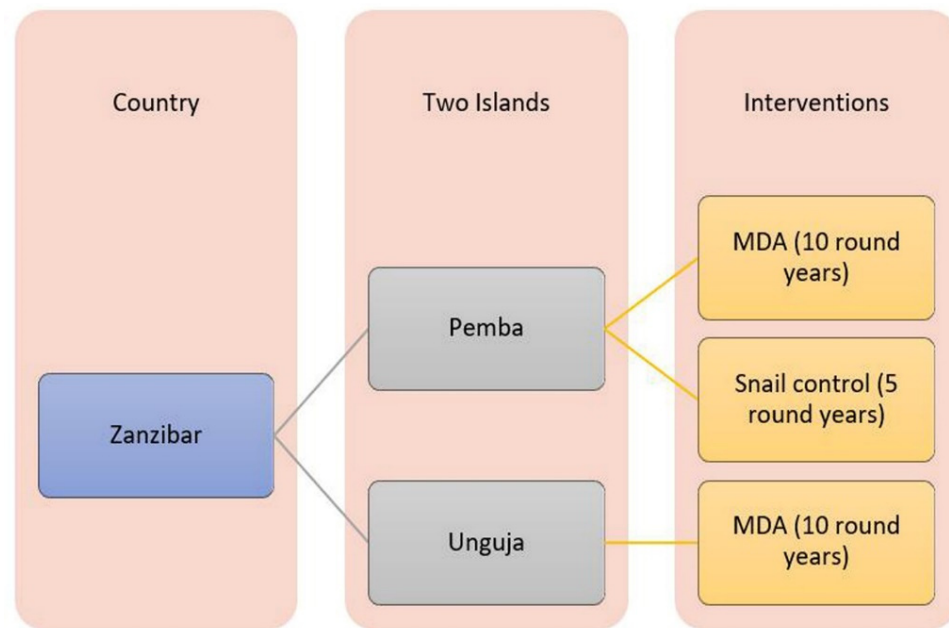 Country
Two Islands
Interventions
Zanzibar
Pemba
Unguja
MDA (10 round
years)
Snail control (5
round years)
MDA (10 round
years)